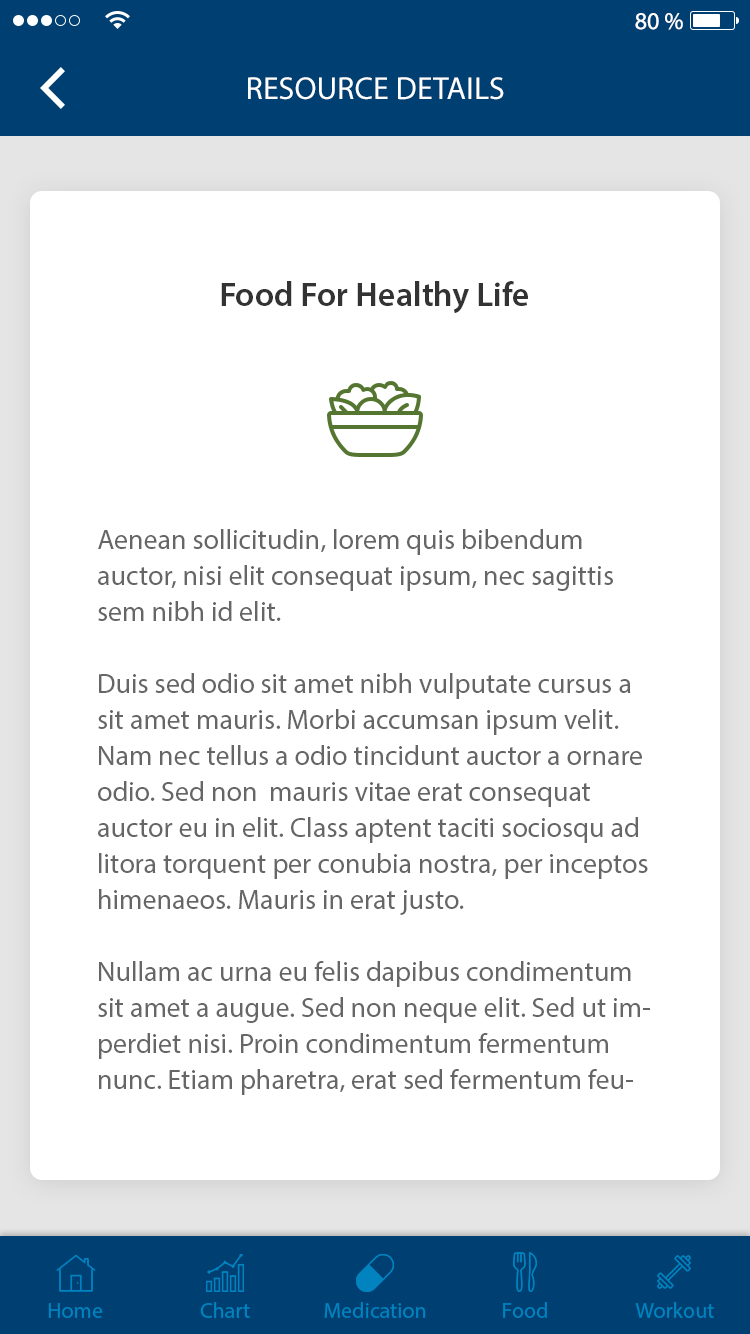 80 %
RESOURCE DETAILS
Food For Healthy Life
Aenean sollicitudin, lorem quis bibendum
auctor, nisi elit consequat ipsum, nec sagittis
sem nibh id elit.
Duis sed odio sit amet nibh vulputate cursus a
sit amet mauris. Morbi accumsan ipsum velit.
Nam nec tellus a odio tincidunt auctor a ornare
odio. Sed non  mauris vitae erat consequat
auctor eu in elit. Class aptent taciti sociosqu ad
litora torquent per conubia nostra, per inceptos
himenaeos. Mauris in erat justo.
Nullam ac urna eu felis dapibus condimentum
sit amet a augue. Sed non neque elit. Sed ut im-
perdiet nisi. Proin condimentum fermentum
nunc. Etiam pharetra, erat sed fermentum feu-
Home Chart Medication Food Workout